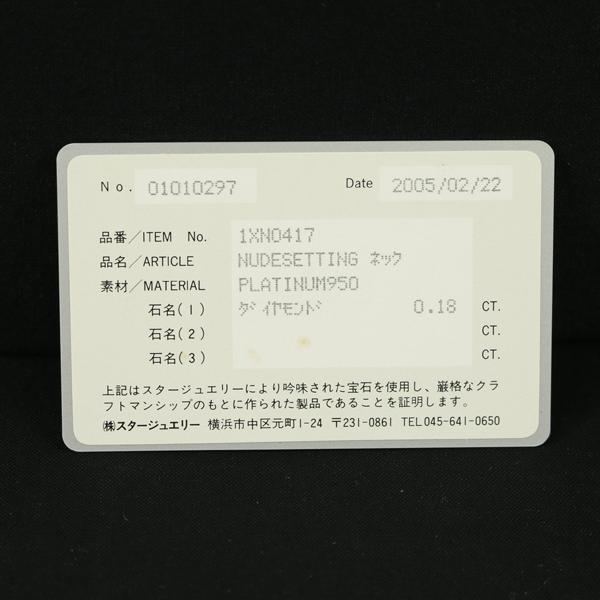 No. 01010297 Date 2005/02/22
品番／ITEM No. 1XN0417
品名／ARTICLE NUDESETTING ネック
素材／MATERIAL PLATINUM950
石名(1) ﾀﾞｲﾔﾓﾝﾄﾞ 0.18 CT.
石名(2) CT.
石名(3) CT.
上記はスタージュエリーにより吟味された宝石を使用し、厳格なクラ
フトマンシップのもとに作られた製品であることを証明します。
㈱スタージュエリー 横浜市中区元町1-24 〒231-0861 TEL045-641-0650